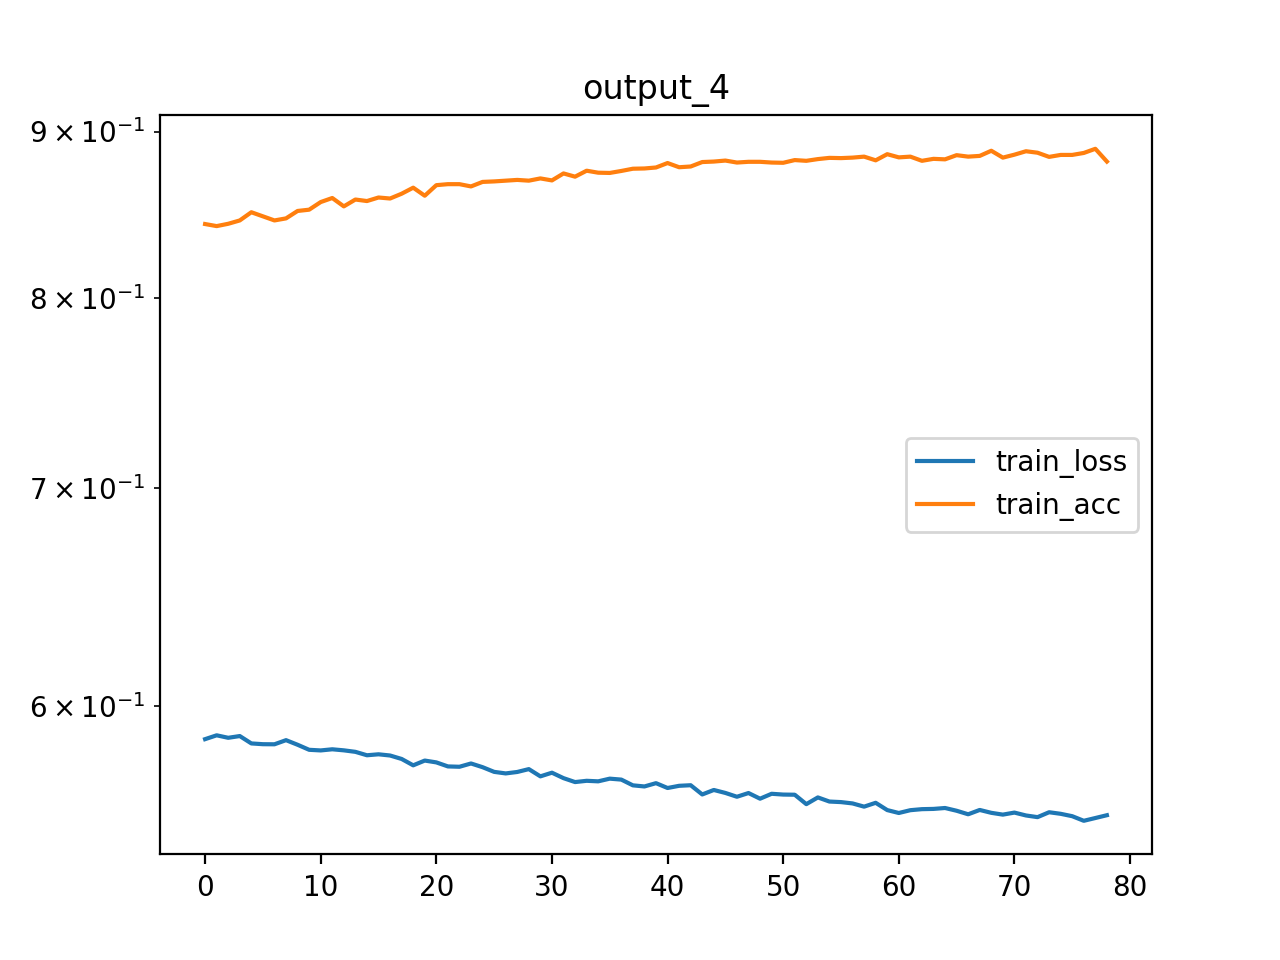 output_4
9 × 10⁻¹
8 × 10⁻¹
7 × 10⁻¹
6 × 10⁻¹
train_loss
train_acc
0 10 20 30 40 50 60 70 80